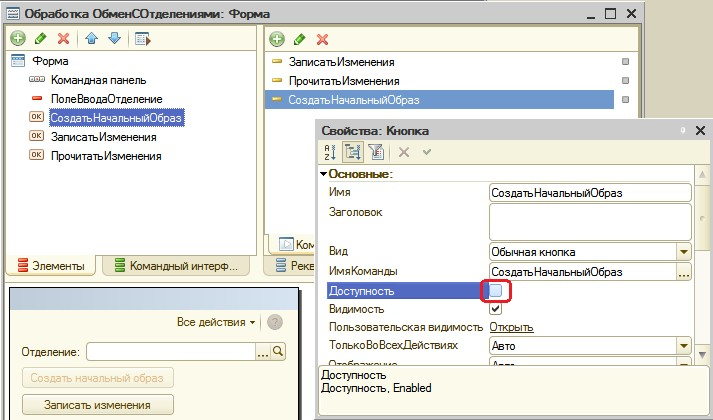 Обработка ОбменСОтделениями: Форма
Форма
Командная панель
ПолеВводаОтделение
СоздатьНачальныйОбраз
ЗаписатьИзменения
ПрочитатьИзменения
Элементы
Командный интерф...
ЗаписатьИзменения
ПрочитатьИзменения
СоздатьНачальныйОбраз
Ком
Рекв
Свойства: Кнопка
Основные:
Имя СоздатьНачальныйОбраз
Заголовок
Вид Обычная кнопка
ИмяКоманды СоздатьНачальныйОбраз ...
Доступность
Видимость
Пользовательская видимость Открыть
ТолькоВоВсехДействиях Авто
Отображение Авто
Доступность
Доступность, Enabled
Все действия ?
Отделение: ...
Создать начальный образ
Записать изменения